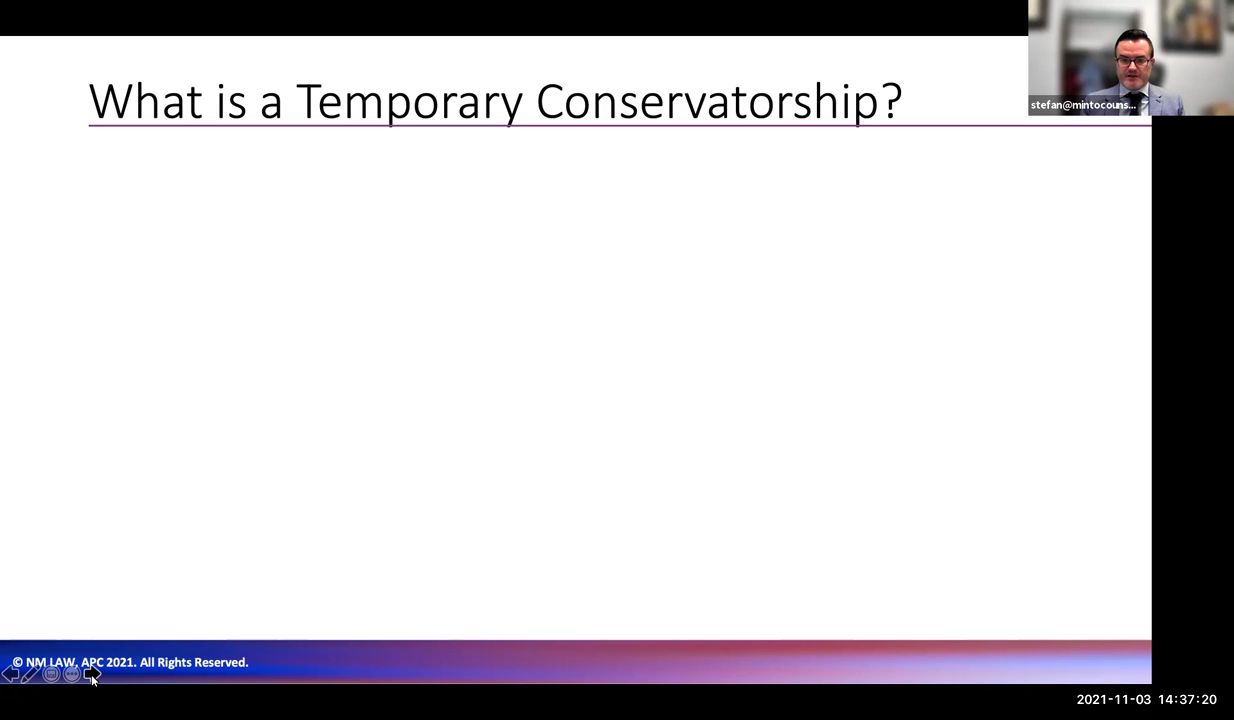 What is a Temporary Conservatorship?
stefan@mintocouns...
© NM LAW, APC 2021. All Rights Reserved.
2021-11-03 14:37:20